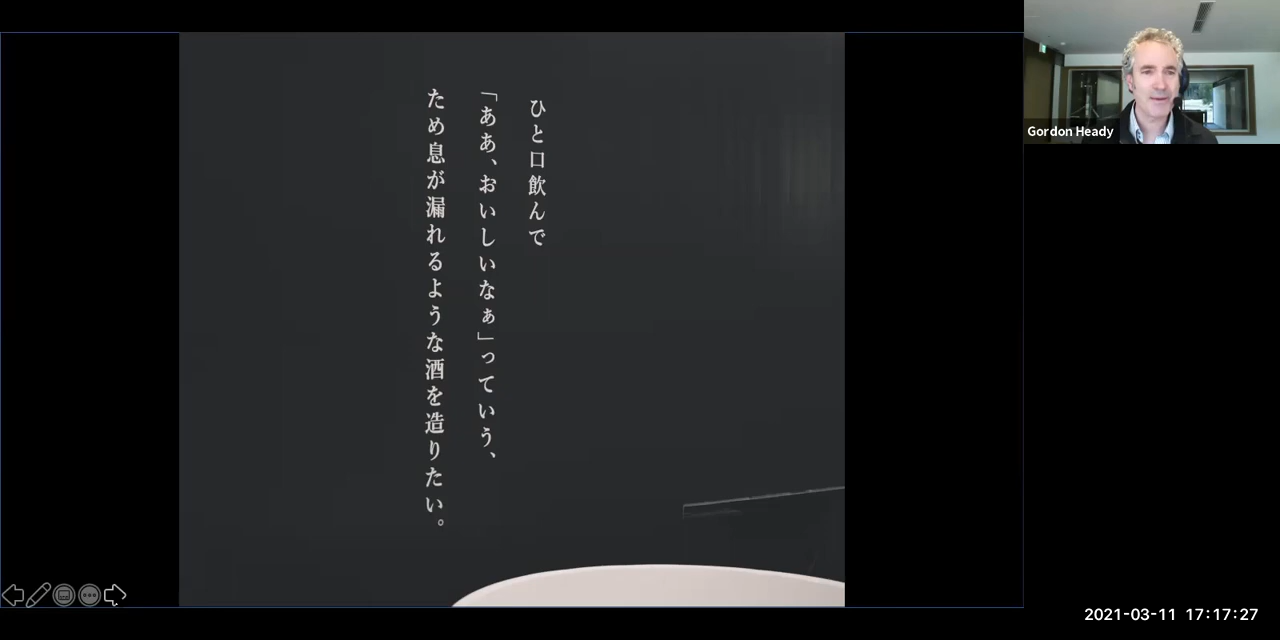 ひと口飲んで
「ああ、おいしいなぁ」っていう、
ため息が漏れるような酒を造りたい。
Gordon Heady
2021-03-11 17:17:27